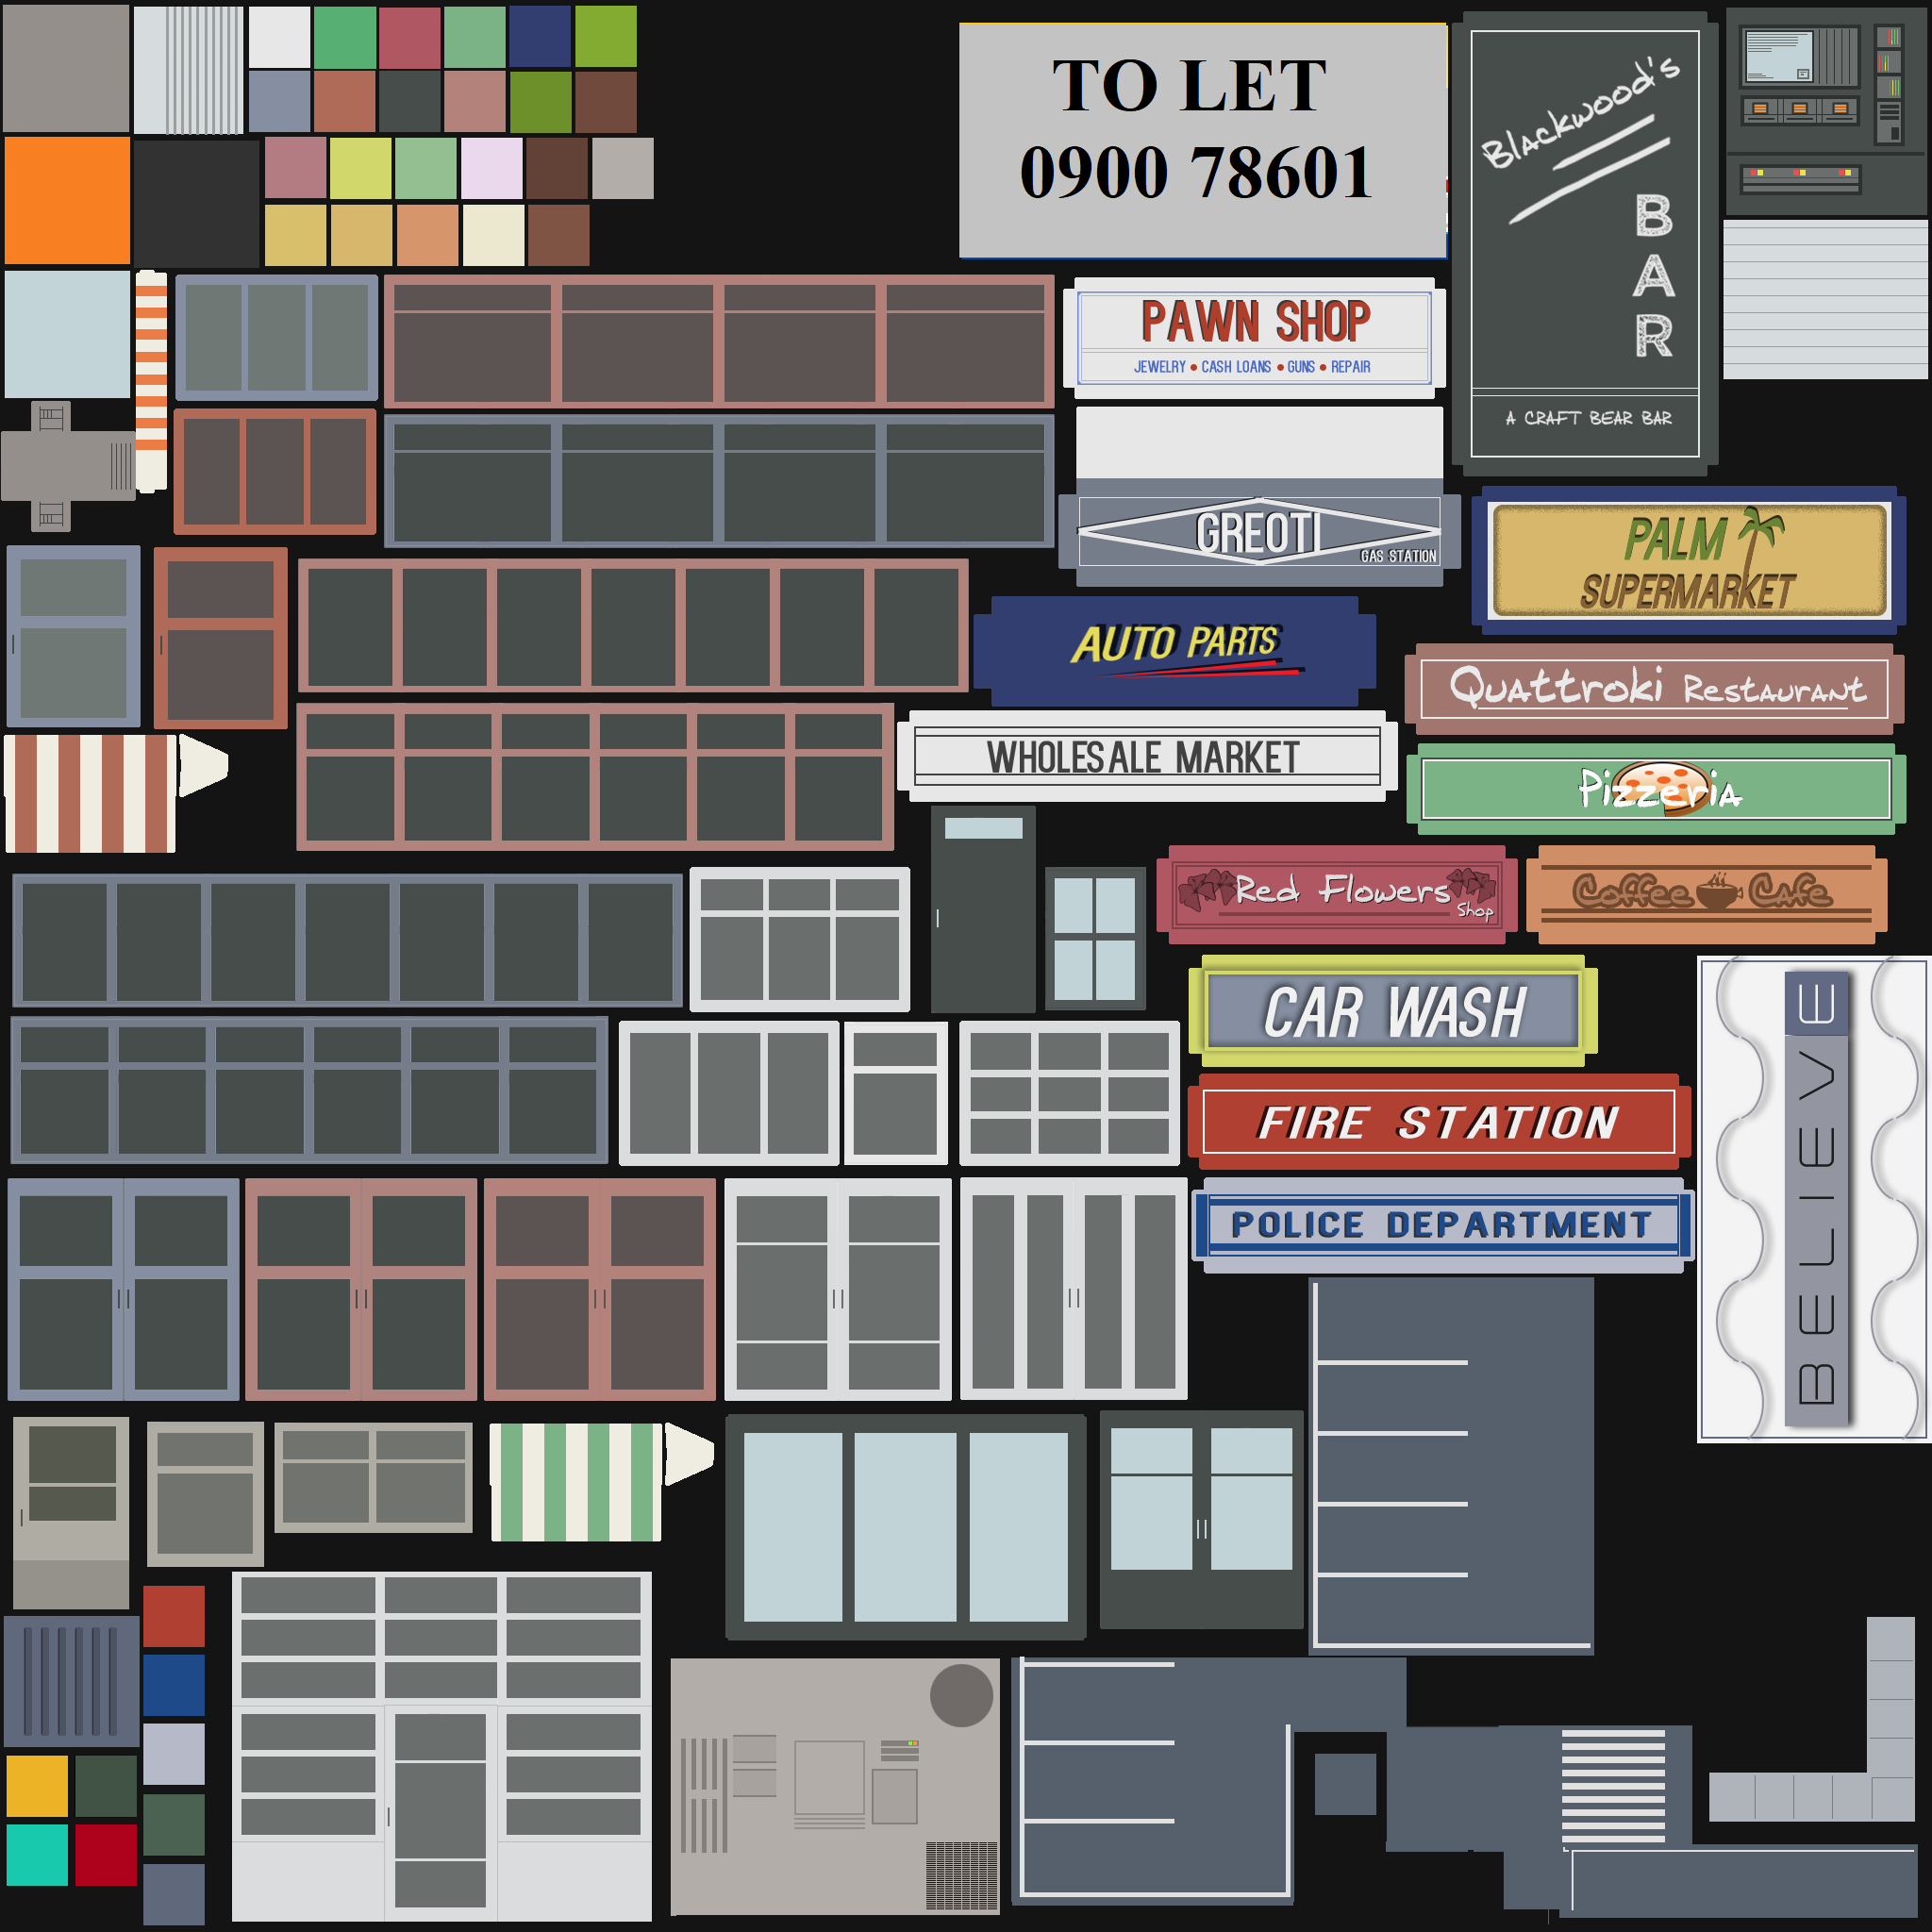 TO LET
0900 78601
Blackwood's
BAR
A CRAFT BEAR BAR
PAWN SHOP
JEWELRY • CASH LOANS • GUNS • REPAIR
GREOTI
GAS STATION
PALM
SUPERMARKET
AUTO PARTS
Quattroki Restaurant
WHOLESALE MARKET
Pizzeria
Red Flowers
Shop
Coffee Cafe
CAR WASH
FIRE STATION
POLICE DEPARTMENT
BELIEVE